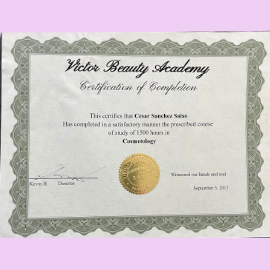 Victor Beauty Academy
Certification of Completion
This certifies that Cesar Sanchez Salas
Has completed in a satisfactory manner the prescribed course
of study of 1500 hours in
Cosmetology
Witnessed our hands and seal
Kevin B. Director
September 5, 2017